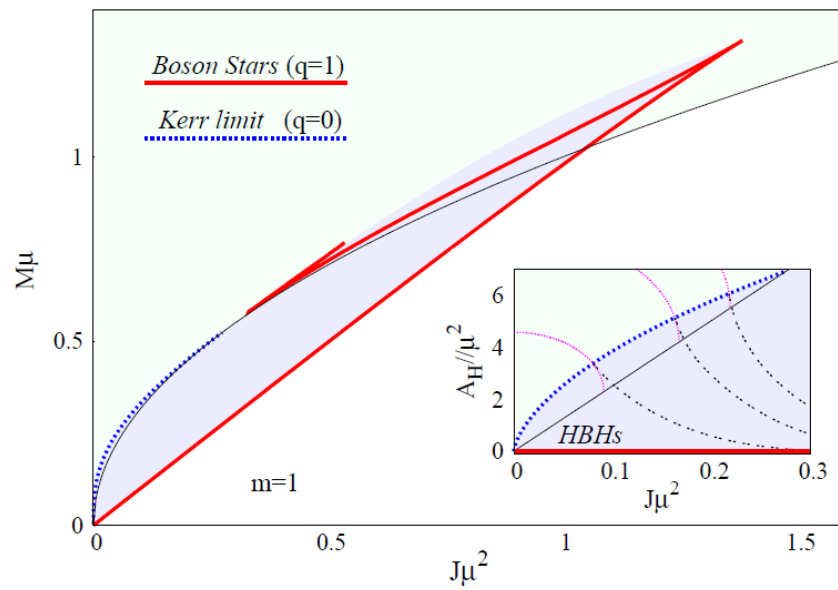 Boson Stars (q=1)
Kerr limit (q=0)
Mμ
1
0.5
0
m=1
0
0.5
1
1.5
Jμ²
A_H//μ²
6
4
2
0
HBHs
0
0.1
0.2
0.3
Jμ²